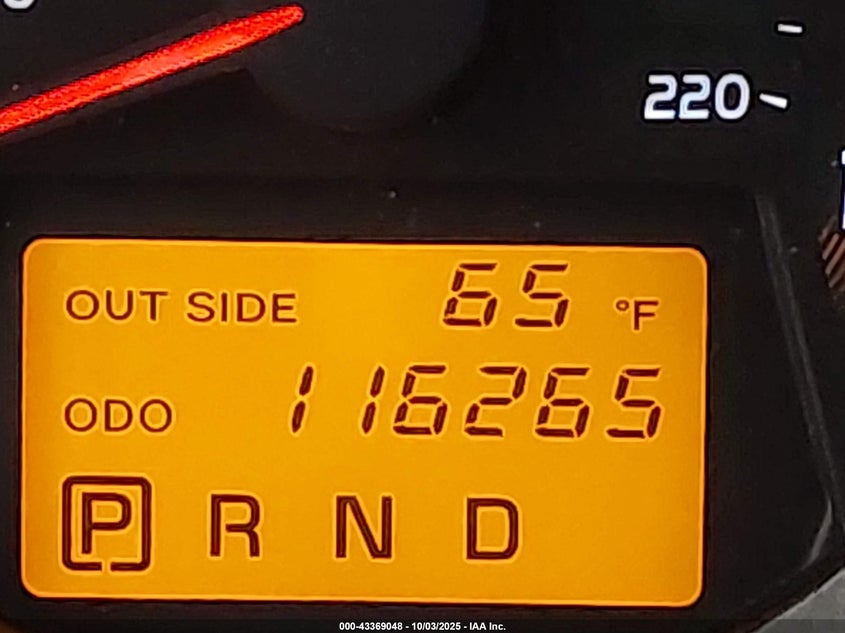 220
OUT SIDE 65 °F
ODO 116265
P R N D
000-43369048 - 10/03/2025 - IAA Inc.